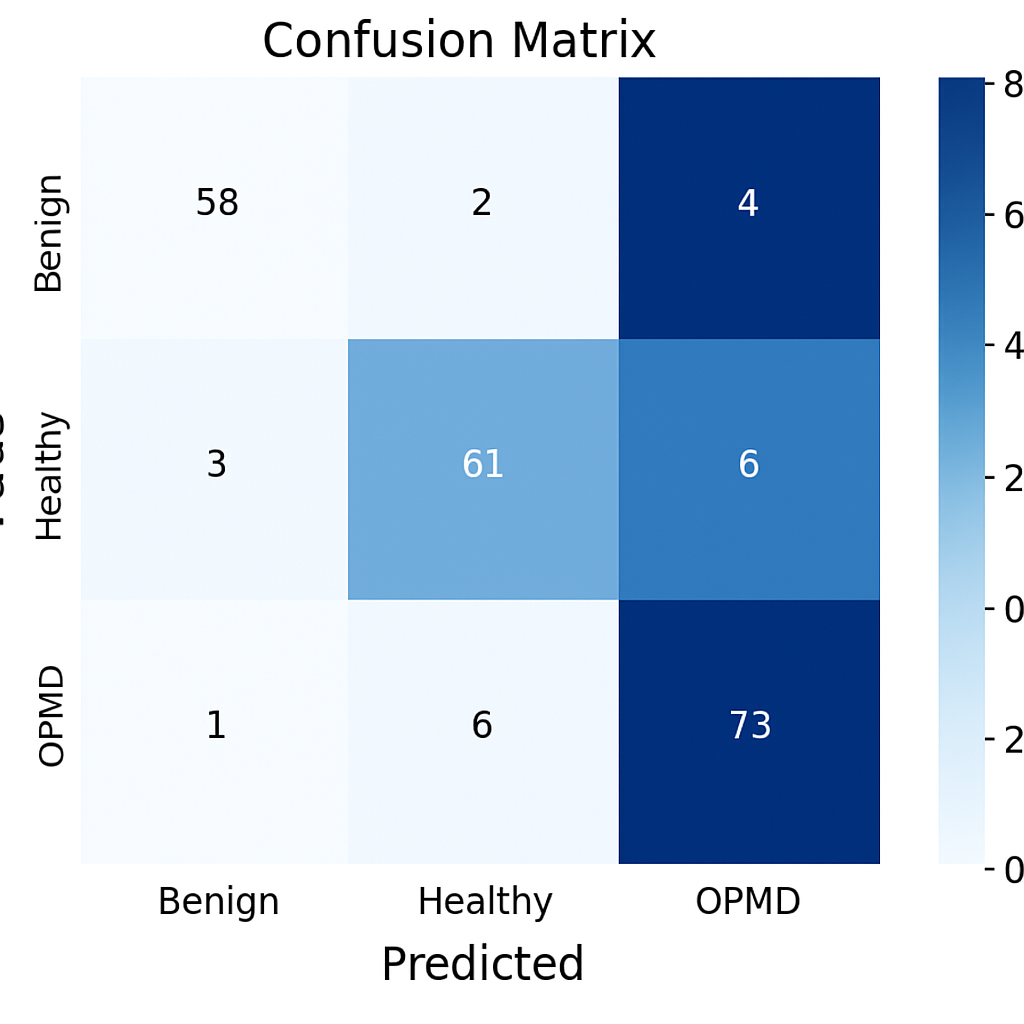 Confusion Matrix
Benign 58 2 4
Healthy 3 61 6
OPMD 1 6 73
Benign Healthy OPMD
Predicted
8
6
4
2
0
2
0